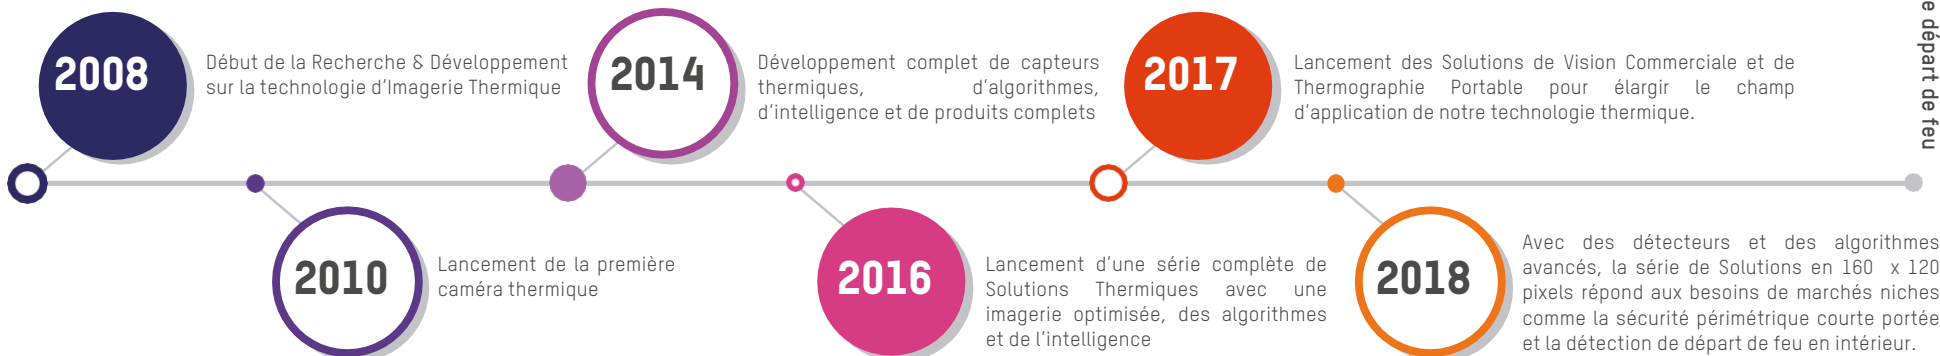 2008
Début de la Recherche & Développement
sur la technologie d'Imagerie Thermique
2010
Lancement de la première
caméra thermique
2014
Développement complet de capteurs
thermiques, d'algorithmes,
d'intelligence et de produits complets
2016
Lancement d'une série complète de
Solutions Thermiques avec une
imagerie optimisée, des algorithmes
et de l'intelligence
2017
Lancement des Solutions de Vision Commerciale et de
Thermographie Portable pour élargir le champ
d'application de notre technologie thermique.
2018
Avec des détecteurs et des algorithmes
avancés, la série de Solutions en 160 x 120
pixels répond aux besoins de marchés niches
comme la sécurité périmétrique courte portée
et la détection de départ de feu en intérieur.
e départ de feu